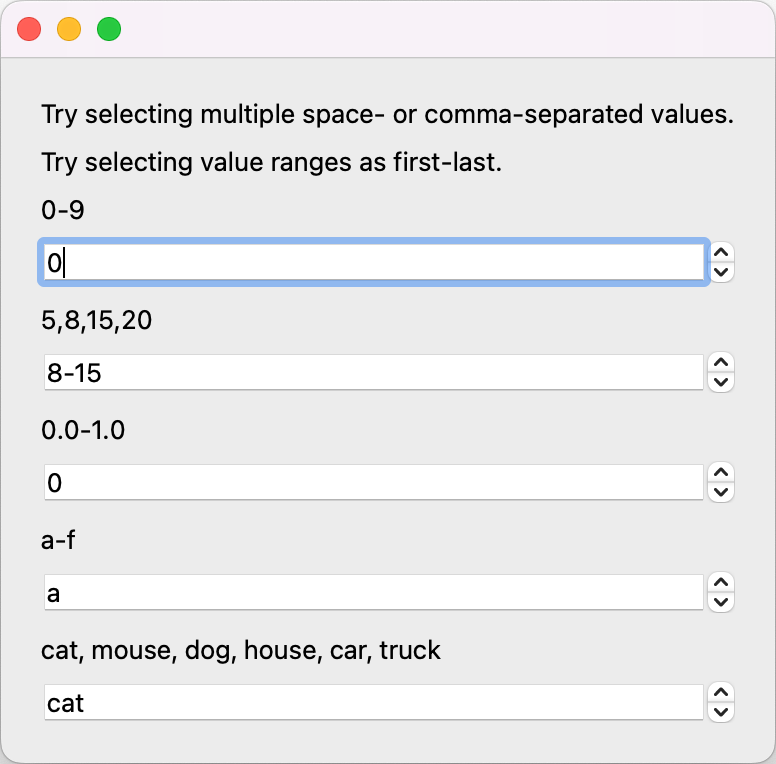 Try selecting multiple space- or comma-separated values.
Try selecting value ranges as first-last.
0-9
0
5,8,15,20
8-15
0.0-1.0
0
a-f
a
cat, mouse, dog, house, car, truck
cat